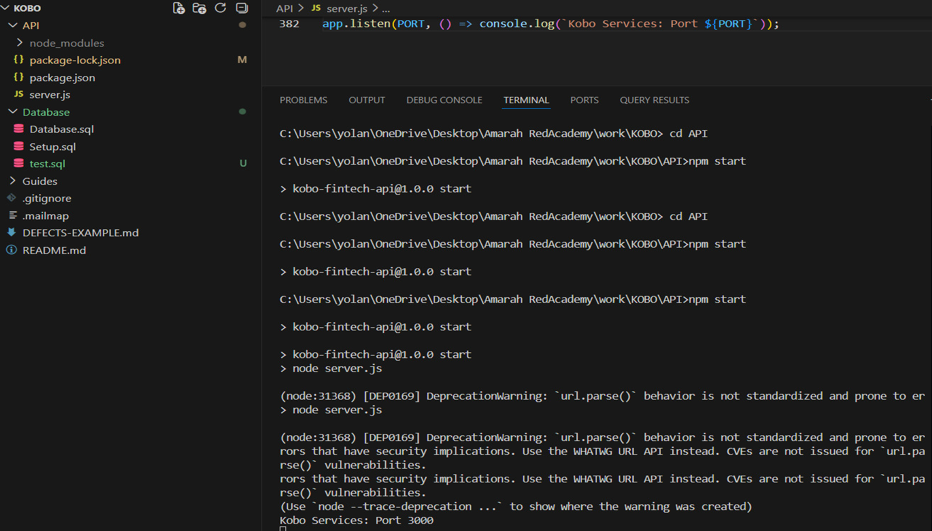 KOBO
API
node_modules
package-lock.json M
package.json
JS server.js
Database
Database.sql
Setup.sql
test.sql U
Guides
.gitignore
.mailmap
DEFECTS-EXAMPLE.md
README.md
API > JS server.js > ...
382 app.listen(PORT, () => console.log(`Kobo Services: Port ${PORT}`));
PROBLEMS OUTPUT DEBUG CONSOLE TERMINAL PORTS QUERY RESULTS
C:\Users\yolan\OneDrive\Desktop\Amarah RedAcademy\work\KOBO> cd API
C:\Users\yolan\OneDrive\Desktop\Amarah RedAcademy\work\KOBO\API>npm start
> kobo-fintech-api@1.0.0 start
C:\Users\yolan\OneDrive\Desktop\Amarah RedAcademy\work\KOBO> cd API
C:\Users\yolan\OneDrive\Desktop\Amarah RedAcademy\work\KOBO\API>npm start
> kobo-fintech-api@1.0.0 start
C:\Users\yolan\OneDrive\Desktop\Amarah RedAcademy\work\KOBO\API>npm start
> kobo-fintech-api@1.0.0 start
> kobo-fintech-api@1.0.0 start
> node server.js
(node:31368) [DEP0169] DeprecationWarning: `url.parse()` behavior is not standardized and prone to er
> node server.js
(node:31368) [DEP0169] DeprecationWarning: `url.parse()` behavior is not standardized and prone to er
rors that have security implications. Use the WHATWG URL API instead. CVEs are not issued for `url.pa
rse()` vulnerabilities.
rors that have security implications. Use the WHATWG URL API instead. CVEs are not issued for `url.pa
rse()` vulnerabilities.
(Use `node --trace-deprecation ...` to show where the warning was created)
Kobo Services: Port 3000